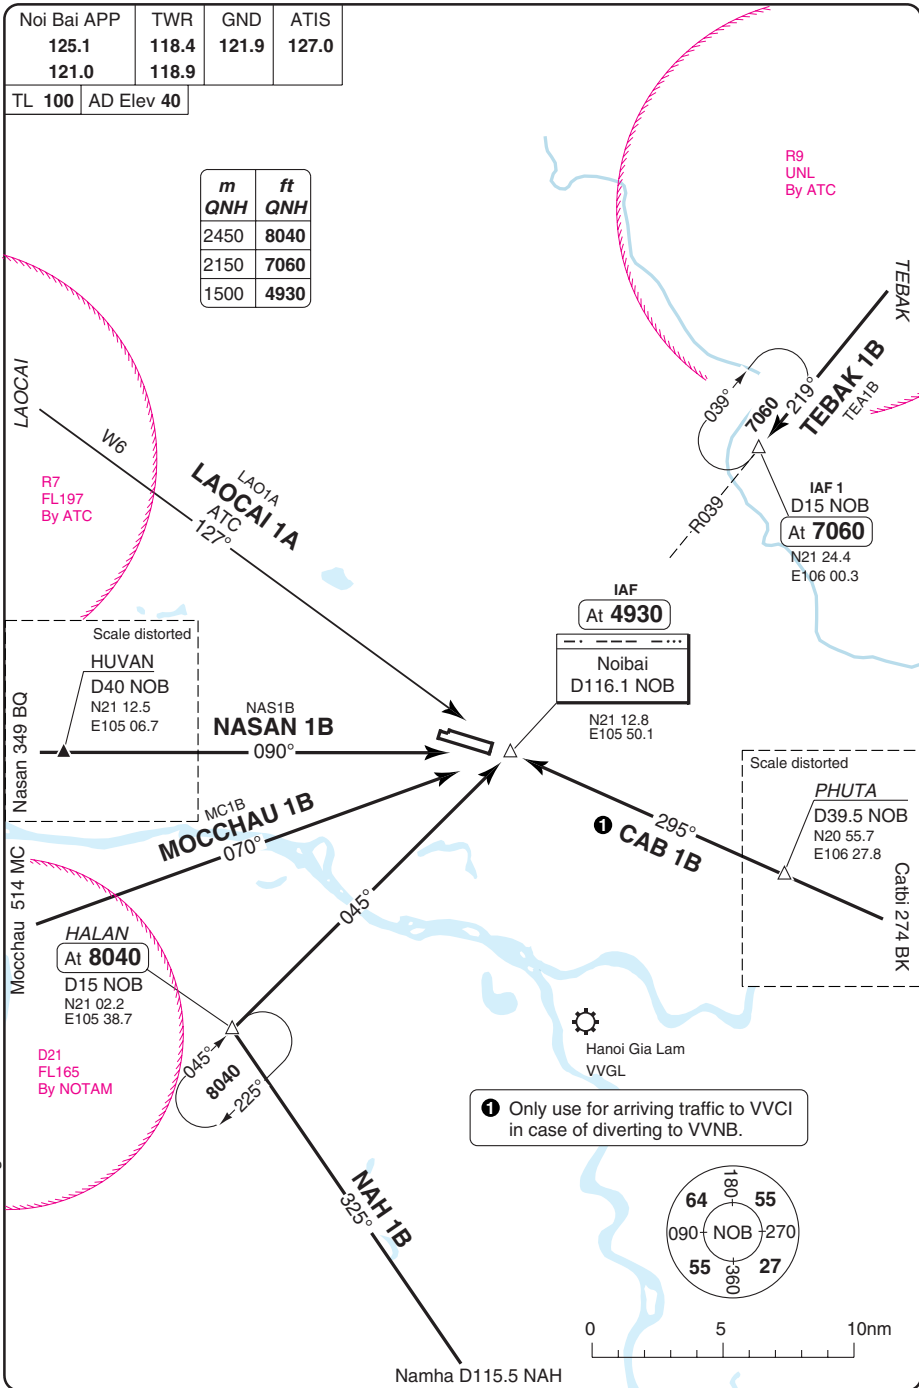 Noi Bai APP TWR GND ATIS
125.1 118.4 121.9 127.0
121.0 118.9
TL 100 AD Elev 40
m ft
QNH QNH
2450 8040
2150 7060
1500 4930
R9
UNL
By ATC
TEBAK
TEBAK 1B
TEA1B
219°
039°
7060
R039
IAF 1
D15 NOB
At 7060
N21 24.4
E106 00.3
LAOCAI
W6
LAO1A
LAOCAI 1A
ATC
127°
R7
FL197
By ATC
IAF
At 4930
Noibai
D116.1 NOB
N21 12.8
E105 50.1
Scale distorted
HUVAN
D40 NOB
N21 12.5
E105 06.7
Nasan 349 BQ
NAS1B
NASAN 1B
090°
MC1B
MOCCHAU 1B
070°
Mocchau 514 MC
Scale distorted
PHUTA
D39.5 NOB
N20 55.7
E106 27.8
Catbi 274 BK
295°
1 CAB 1B
045°
HALAN
At 8040
D15 NOB
N21 02.2
E105 38.7
D21
FL165
By NOTAM
045°
8040
225°
NAH 1B
325°
Namha D115.5 NAH
Hanoi Gia Lam
VVGL
1 Only use for arriving traffic to VVCI
in case of diverting to VVNB.
180
64 55
090 NOB 270
55 27
360
0 5 10nm